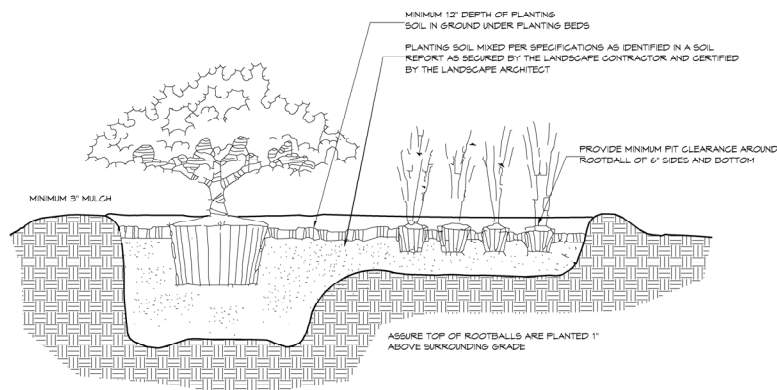 MINIMUM 12" DEPTH OF PLANTING
SOIL IN GROUND UNDER PLANTING BEDS
PLANTING SOIL MIXED PER SPECIFICATIONS AS IDENTIFIED IN A SOIL
REPORT AS SECURED BY THE LANDSCAPE CONTRACTOR AND CERTIFIED
BY THE LANDSCAPE ARCHITECT
PROVIDE MINIMUM PIT CLEARANCE AROUND
ROOTBALL OF 6" SIDES AND BOTTOM
MINIMUM 3" MULCH
ASSURE TOP OF ROOTBALLS ARE PLANTED 1"
ABOVE SURROUNDING GRADE